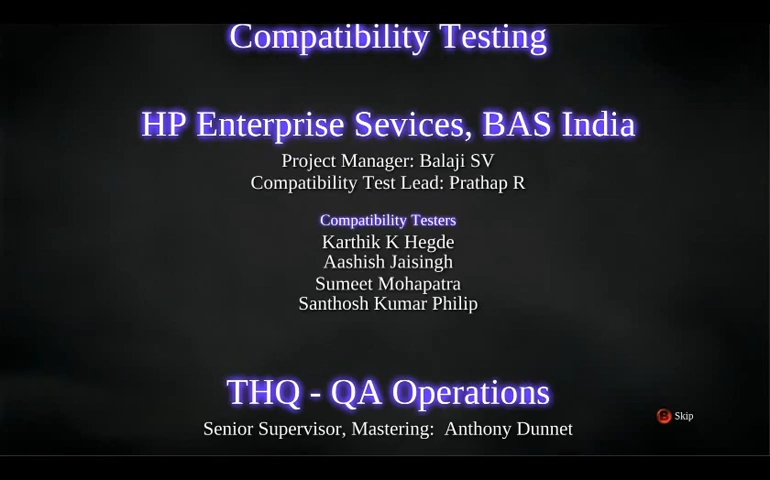 Compatibility Testing
HP Enterprise Sevices, BAS India
Project Manager: Balaji SV
Compatibility Test Lead: Prathap R
Compatibility Testers
Karthik K Hegde
Aashish Jaisingh
Sumeet Mohapatra
Santhosh Kumar Philip
THQ - QA Operations
B Skip
Senior Supervisor, Mastering: Anthony Dunnet